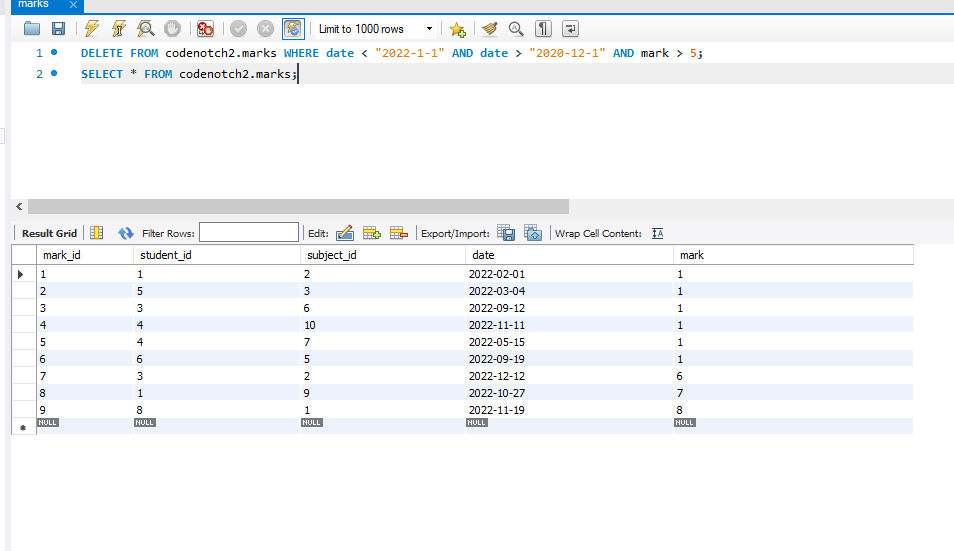 marks
Limit to 1000 rows
1 DELETE FROM codenotch2.marks WHERE date < "2022-1-1" AND date > "2020-12-1" AND mark > 5;
2 SELECT * FROM codenotch2.marks;
Result Grid Filter Rows: Edit: Export/Import: Wrap Cell Content:
mark_id student_id subject_id date mark
1 1 2 2022-02-01 1
2 5 3 2022-03-04 1
3 3 6 2022-09-12 1
4 4 10 2022-11-11 1
5 4 7 2022-05-15 1
6 6 5 2022-09-19 1
7 3 2 2022-12-12 6
8 1 9 2022-10-27 7
9 8 1 2022-11-19 8
NULL NULL NULL NULL NULL